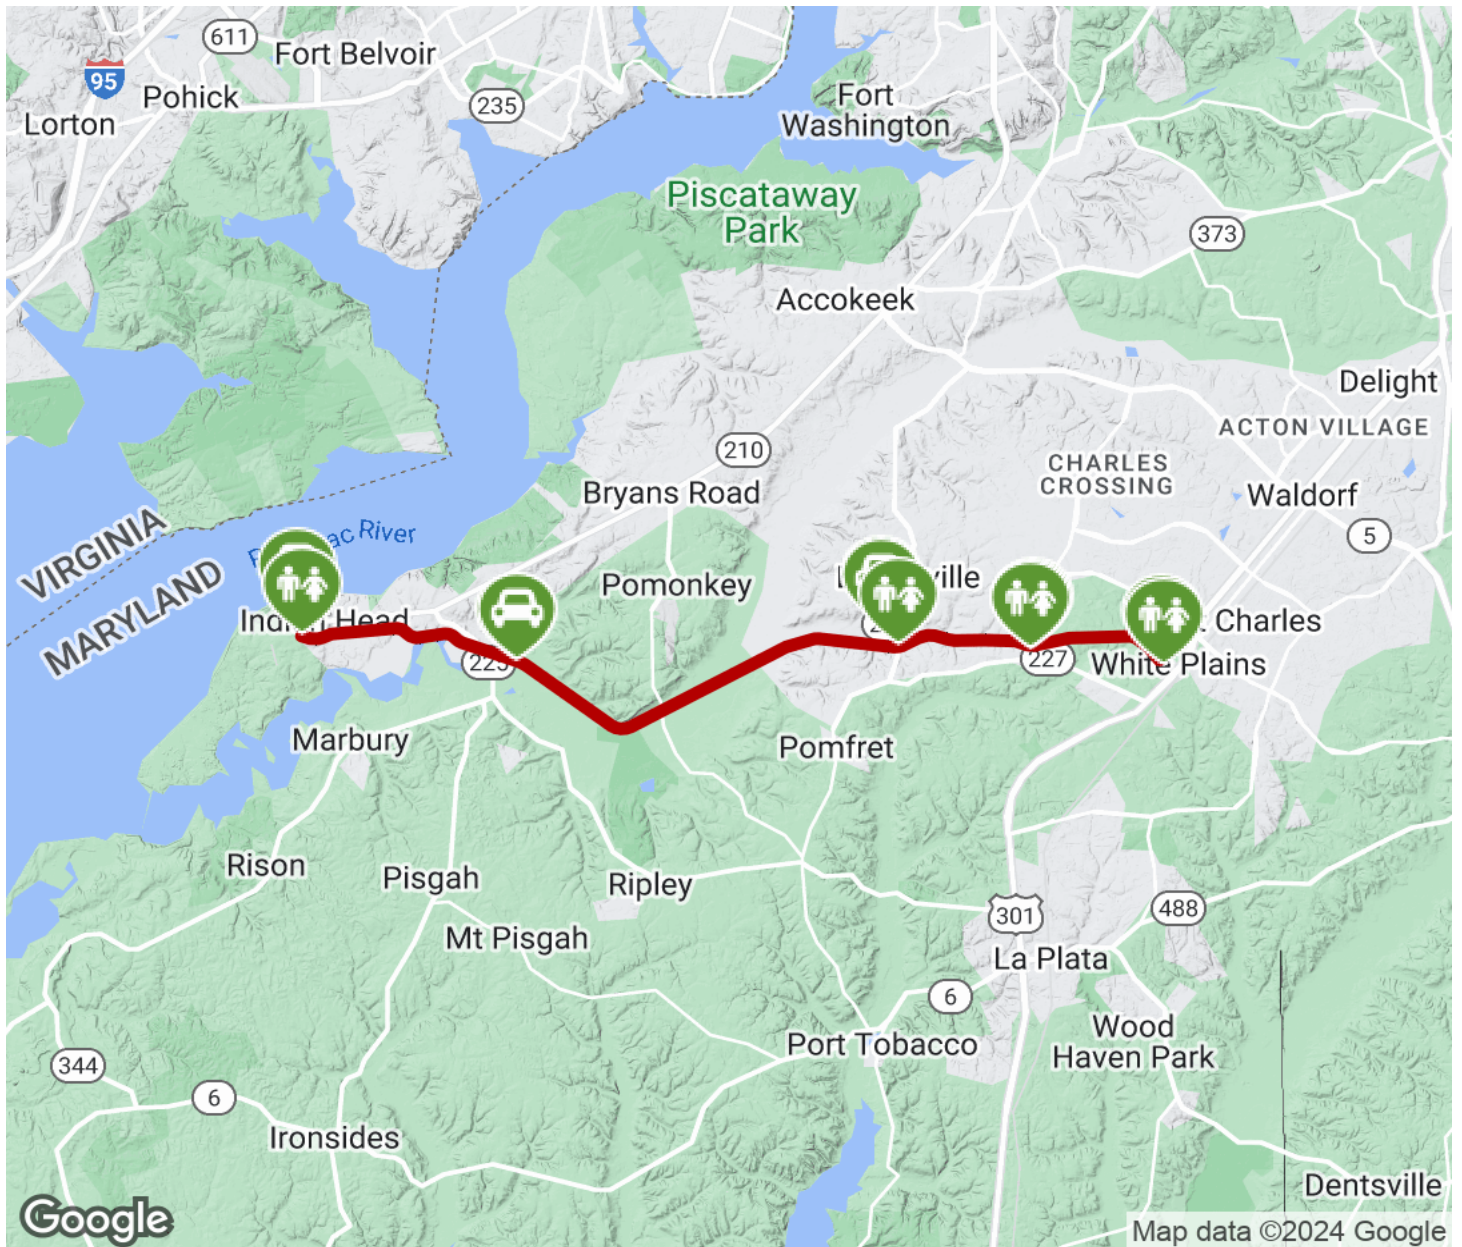 611
Fort Belvoir
95
Pohick
235
Lorton
Fort
Washington
Piscataway
Park
373
Accokeek
Delight
ACTON VILLAGE
210
CHARLES
CROSSING
Bryans Road
Waldorf
5
VIRGINIA
River
MARYLAND
Pomonkey
Head
Charles
227
White Plains
Marbury
Pomfret
Rison
Pisgah
Ripley
301
488
Mt Pisgah
La Plata
6
Wood
Haven Park
Port Tobacco
344
6
Ironsides
Dentsville
Google
Map data ©2024 Google